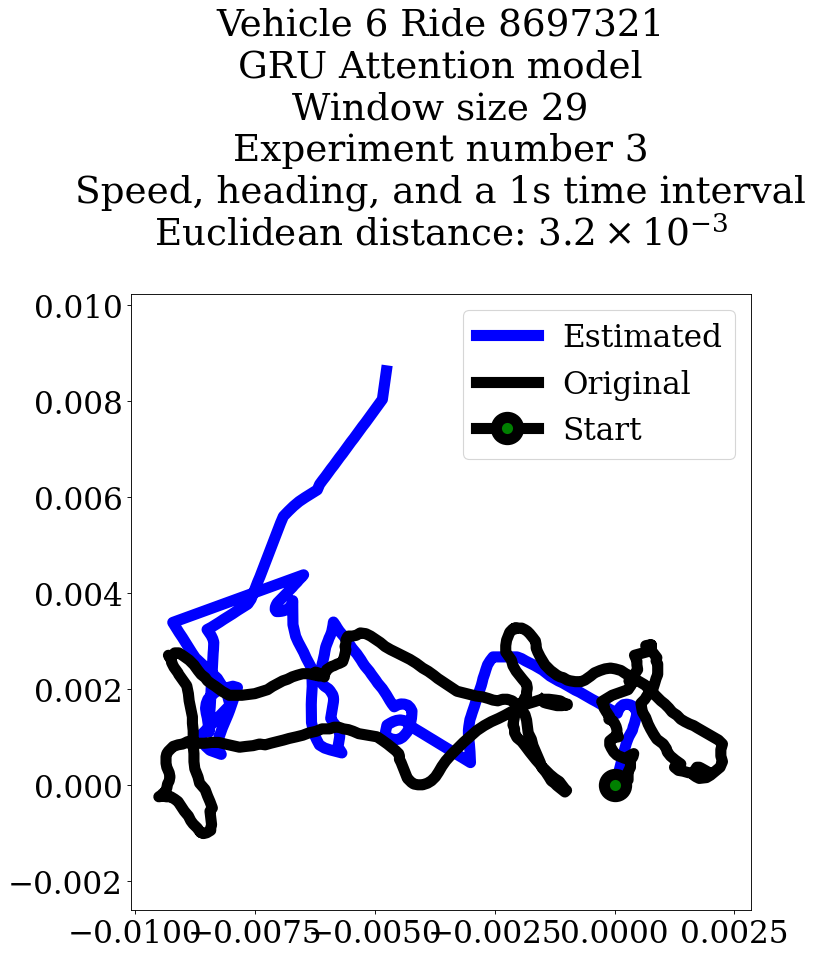 Vehicle 6 Ride 8697321
GRU Attention model
Window size 29
Experiment number 3
Speed, heading, and a 1s time interval
Euclidean distance: 3.2 × 10⁻³
Estimated
Original
Start
0.010
0.008
0.006
0.004
0.002
0.000
−0.002
−0.0100 −0.0075 −0.0050 −0.0025 0.0000 0.0025